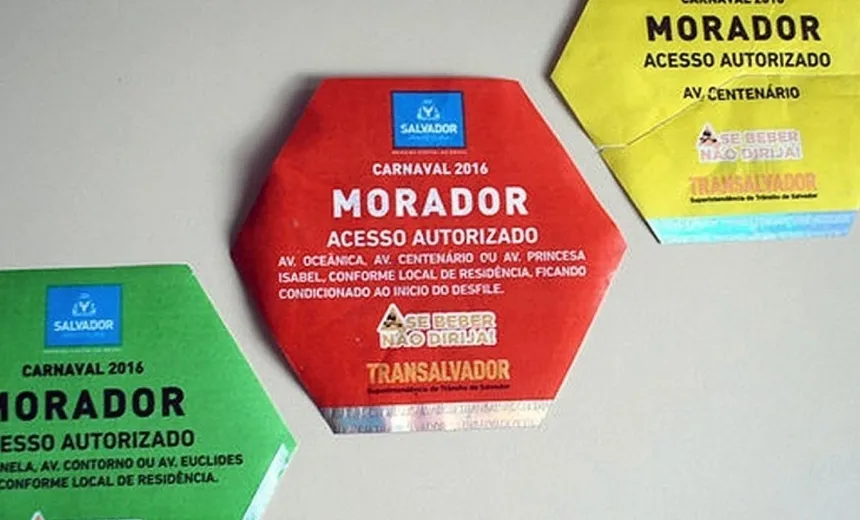 CARNAVAL 2016
MORADOR
ACESSO AUTORIZADO
AV. CENTENÁRIO
SE BEBER
NÃO DIRIJA!
TRANSALVADOR
Superintendência de Trânsito do Salvador
SALVADOR
CARNAVAL 2016
MORADOR
ACESSO AUTORIZADO
AV. OCEÂNICA, AV. CENTENÁRIO OU AV. PRINCESA
ISABEL, CONFORME LOCAL DE RESIDÊNCIA, FICANDO
CONDICIONADO AO INICIO DO DESFILE.
SE BEBER
NÃO DIRIJA!
TRANSALVADOR
Superintendência de Trânsito do Salvador
SALVADOR
CARNAVAL 2016
MORADOR
ESSO AUTORIZADO
NELA, AV. CONTORNO OU AV. EUCLIDES
CONFORME LOCAL DE RESIDÊNCIA.